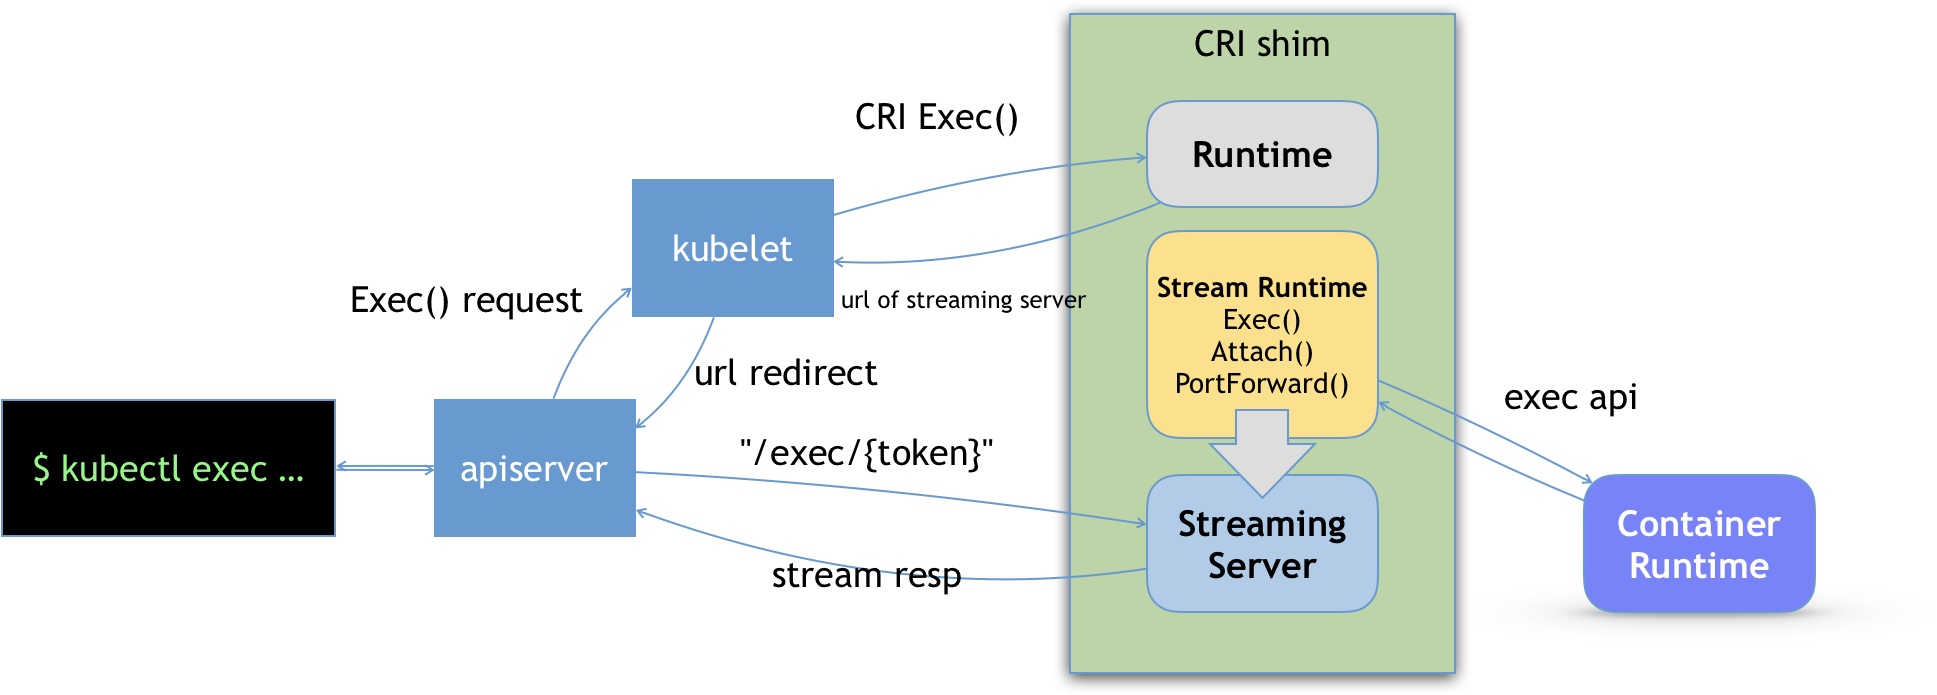 CRI shim
CRI Exec()
Runtime
kubelet
Exec() request
url of streaming server
Stream Runtime
Exec()
Attach()
PortForward()
url redirect
exec api
$ kubectl exec ...
apiserver
"/exec/{token}"
Streaming
Server
stream resp
Container
Runtime